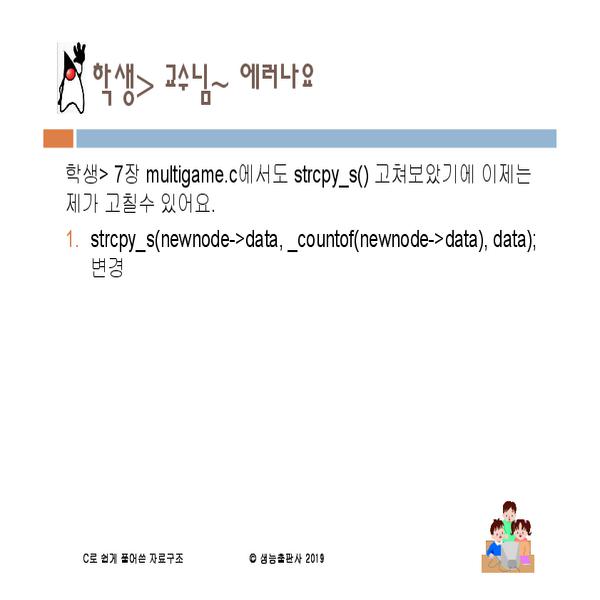 학생> 교수님~ 에러나요
학생> 7장 multigame.c에서도 strcpy_s() 고쳐보았기에 이제는
제가 고칠수 있어요.
1. strcpy_s(newnode->data, _countof(newnode->data), data);
변경
C로 쉽게 풀어쓴 자료구조 © 생능출판사 2019